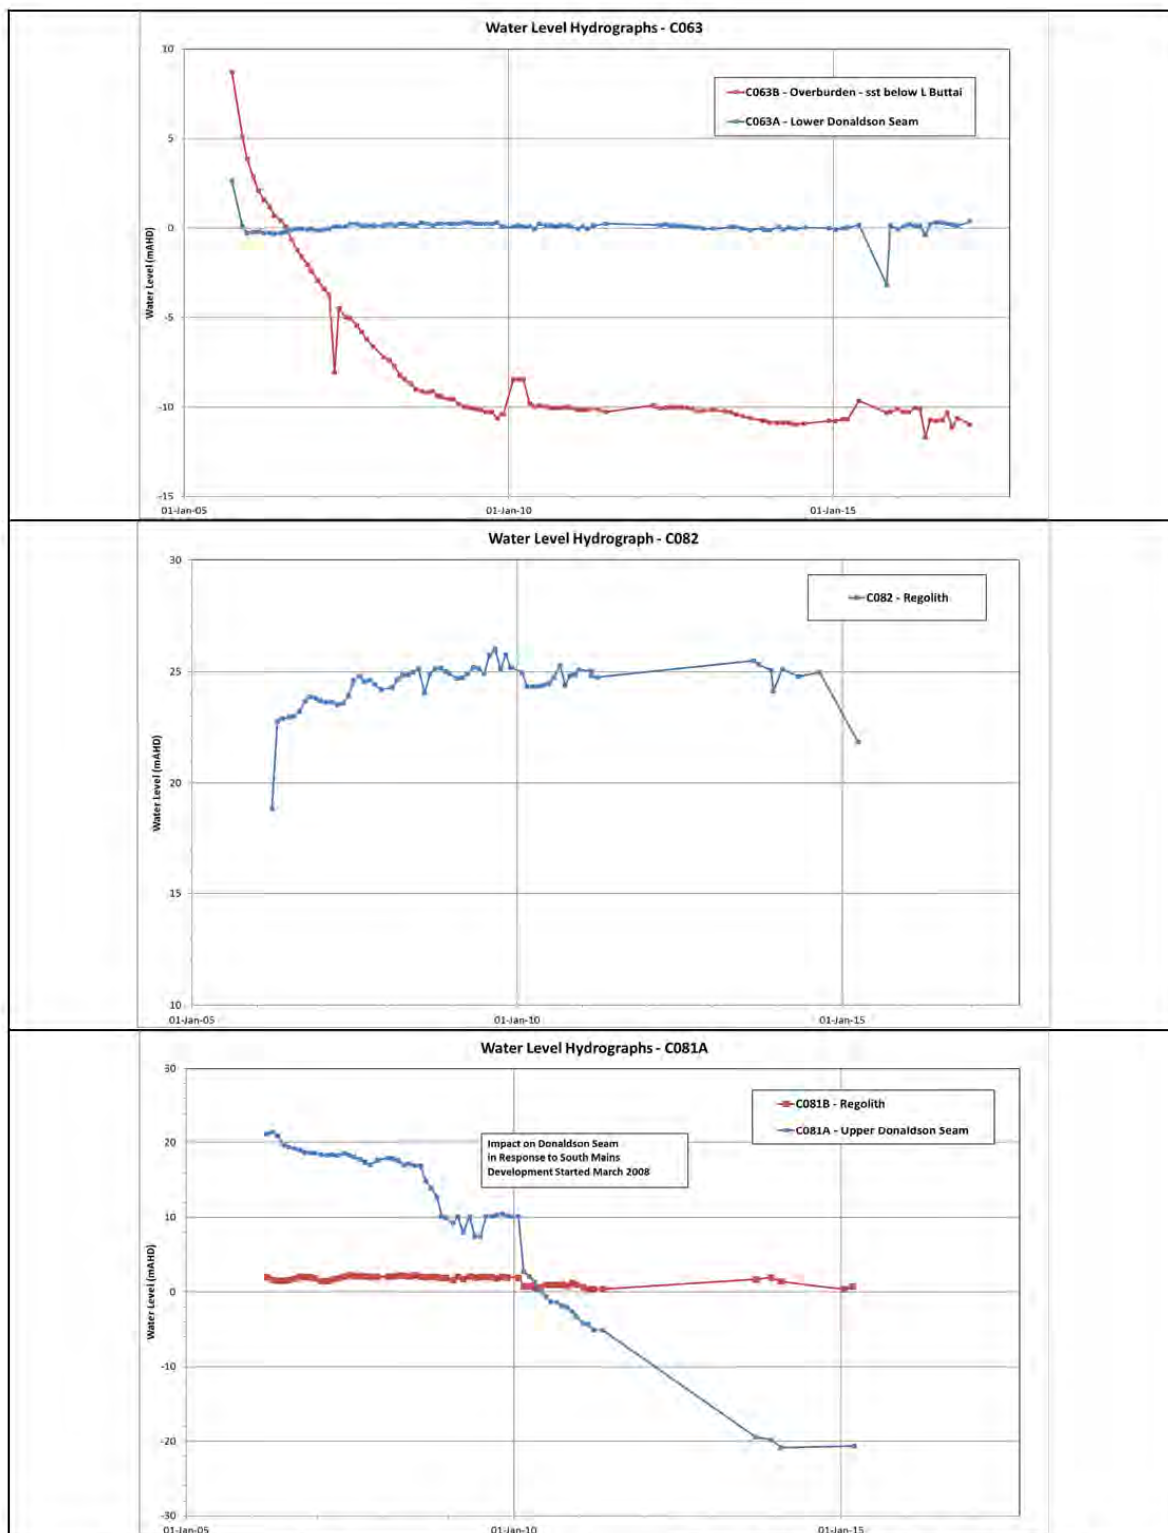 Water Level Hydrographs - C063
10
5
0
-5
-10
-15
Water Level (mAHD)
C063B - Overburden - sst below L Buttai
C063A - Lower Donaldson Seam
01-Jan-05
01-Jan-10
01-Jan-15
Water Level Hydrograph - C082
30
25
20
15
10
Water Level (mAHD)
C082 - Regolith
01-Jan-05
01-Jan-10
01-Jan-15
Water Level Hydrographs - C081A
30
20
10
0
-10
-20
-30
Water Level (mAHD)
C081B - Regolith
C081A - Upper Donaldson Seam
Impact on Donaldson Seam
in Response to South Mains
Development Started March 2008
01-Jan-05
01-Jan-10
01-Jan-15